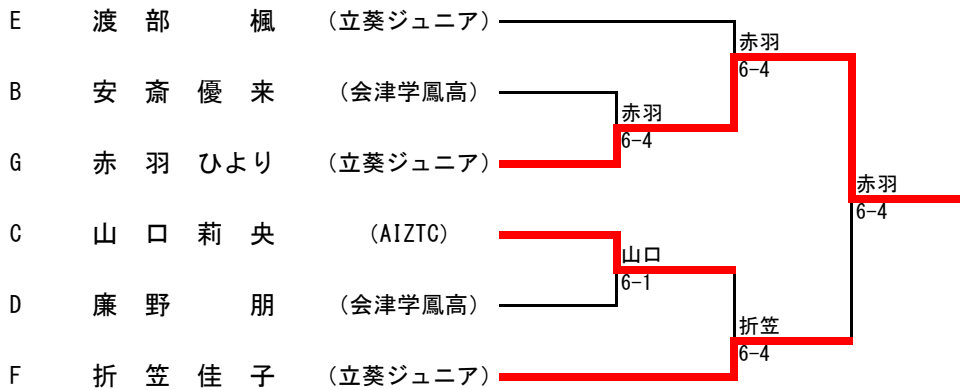 E 渡 部 楓 (立葵ジュニア)
赤羽
6-4
B 安 斎 優 来 (会津学鳳高)
赤羽
6-4
G 赤 羽 ひより (立葵ジュニア)
赤羽
6-4
C 山 口 莉 央 (AIZTC)
山口
6-1
D 廉 野 朋 (会津学鳳高)
折笠
6-4
F 折 笠 佳 子 (立葵ジュニア)